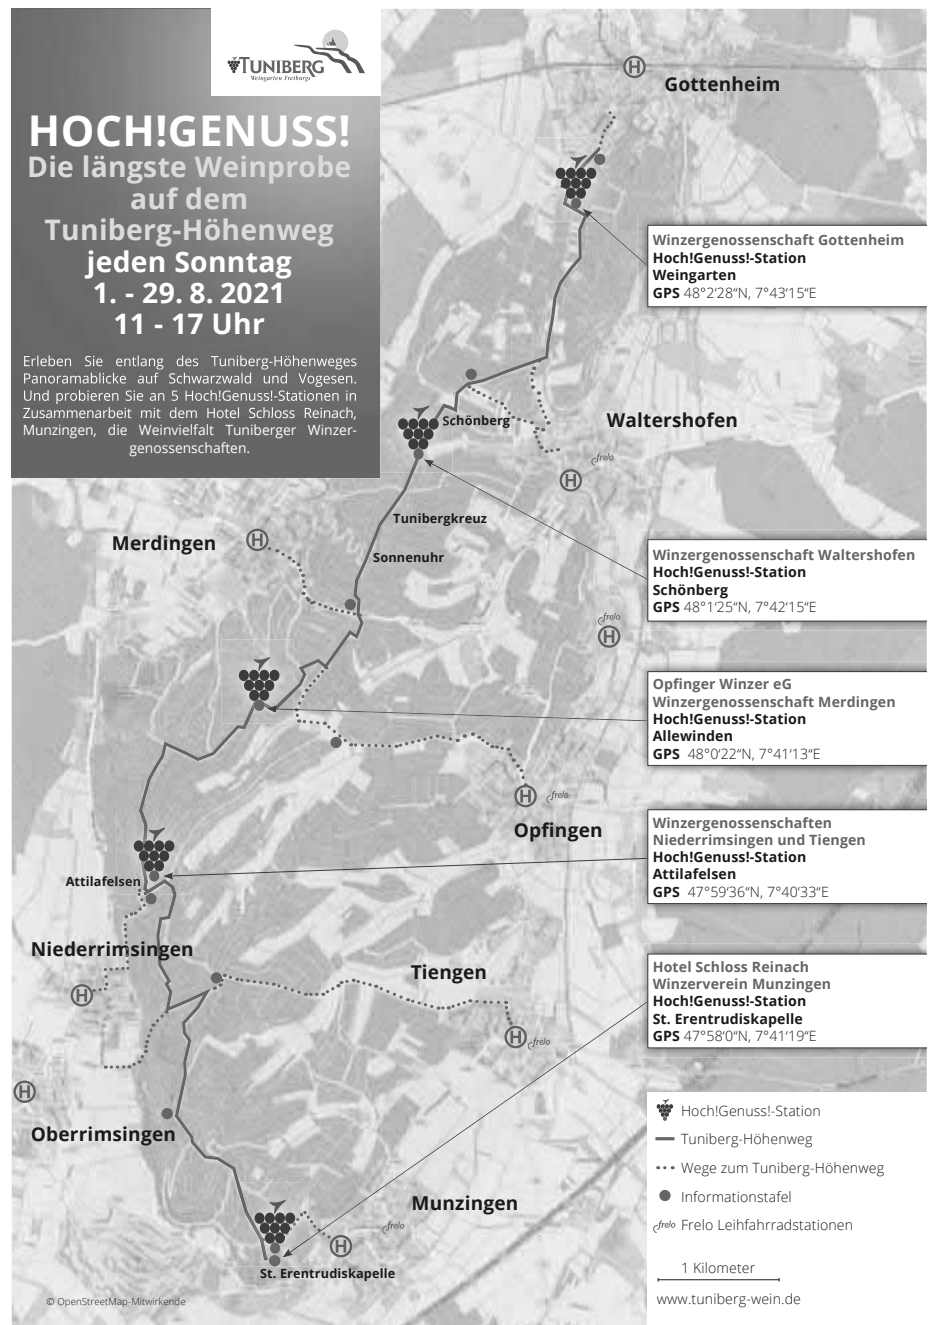 TUNIBERG
Weingarten Freiburgs
HOCH!GENUSS!
Die längste Weinprobe
auf dem
Tuniberg-Höhenweg
jeden Sonntag
1. - 29. 8. 2021
11 - 17 Uhr
Erleben Sie entlang des Tuniberg-Höhenweges
Panoramablicke auf Schwarzwald und Vogesen.
Und probieren Sie an 5 Hoch!Genuss!-Stationen in
Zusammenarbeit mit dem Hotel Schloss Reinach,
Munzingen, die Weinvielfalt Tuniberger Winzer-
genossenschaften.
H
Gottenheim
Winzergenossenschaft Gottenheim
Hoch!Genuss!-Station
Weingarten
GPS 48°2'28"N, 7°43'15"E
Schönberg
Waltershofen
frelo
H
Tunibergkreuz
Merdingen
H
Sonnenuhr
Winzergenossenschaft Waltershofen
Hoch!Genuss!-Station
Schönberg
GPS 48°1'25"N, 7°42'15"E
frelo
H
Opfinger Winzer eG
Winzergenossenschaft Merdingen
Hoch!Genuss!-Station
Allewinden
GPS 48°0'22"N, 7°41'13"E
H
frelo
Opfingen
Winzergenossenschaften
Niederrimsingen und Tiengen
Hoch!Genuss!-Station
Attilafelsen
GPS 47°59'36"N, 7°40'33"E
Attilafelsen
Niederrimsingen
H
Tiengen
H
frelo
Hotel Schloss Reinach
Winzerverein Munzingen
Hoch!Genuss!-Station
St. Erentrudiskapelle
GPS 47°58'0"N, 7°41'19"E
H
Oberrimsingen
Munzingen
frelo
H
St. Erentrudiskapelle
Hoch!Genuss!-Station
Tuniberg-Höhenweg
Wege zum Tuniberg-Höhenweg
Informationstafel
frelo Frelo Leihfahrradstationen
1 Kilometer
www.tuniberg-wein.de
© OpenStreetMap-Mitwirkende